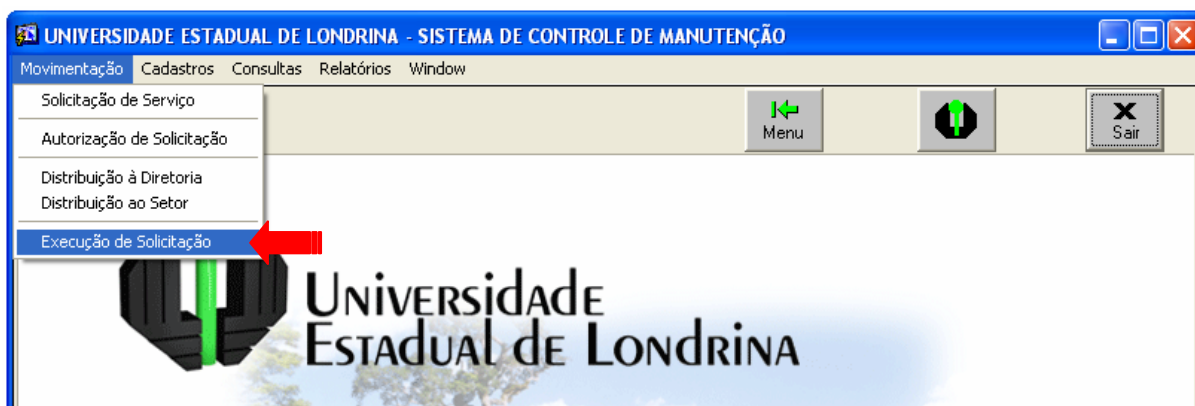 UNIVERSIDADE ESTADUAL DE LONDRINA - SISTEMA DE CONTROLE DE MANUTENÇÃO
Movimentação Cadastros Consultas Relatórios Window
Solicitação de Serviço
Autorização de Solicitação
Distribuição à Diretoria
Distribuição ao Setor
Execução de Solicitação
Menu
Sair
Universidade
Estadual de Londrina